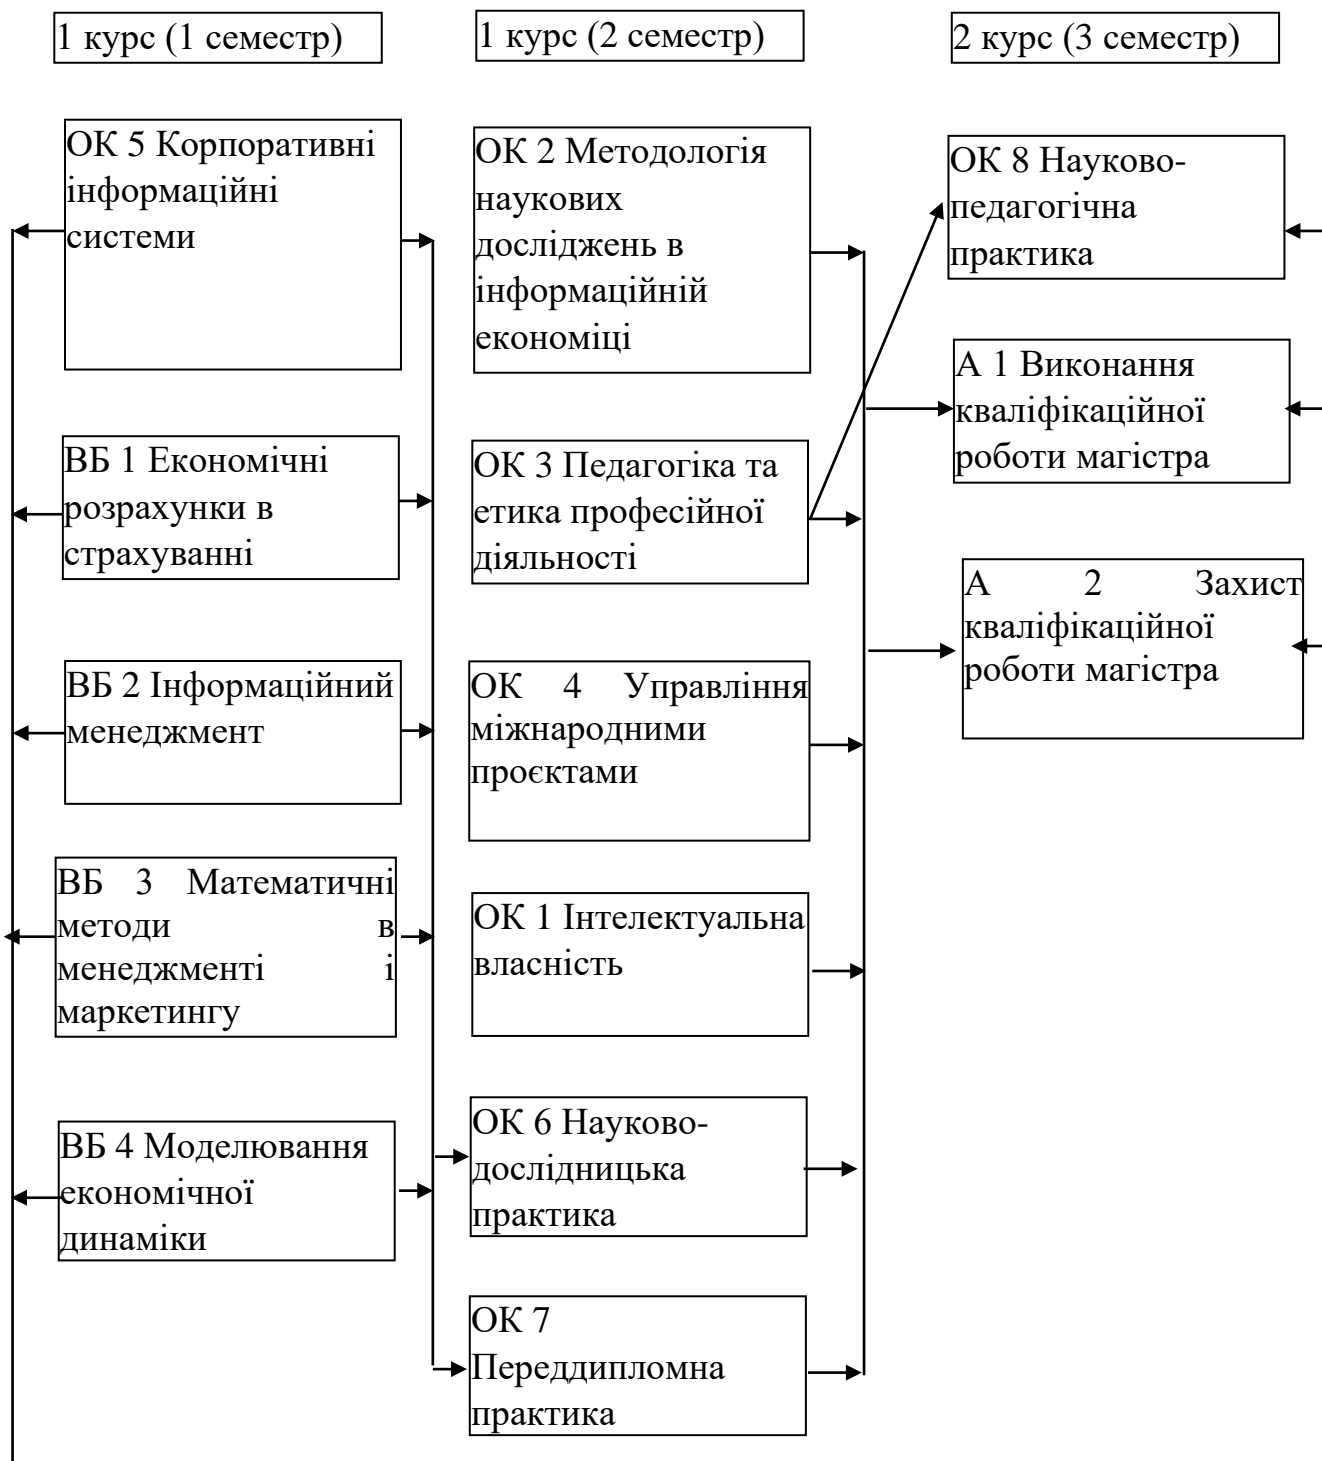 1 курс (1 семестр)
1 курс (2 семестр)
2 курс (3 семестр)
ОК 5 Корпоративні
інформаційні
системи
ВБ 1 Економічні
розрахунки в
страхуванні
ВБ 2 Інформаційний
менеджмент
ВБ 3 Математичні
методи в
менеджменті і
маркетингу
ВБ 4 Моделювання
економічної
динаміки
ОК 2 Методологія
наукових
досліджень в
інформаційній
економіці
ОК 3 Педагогіка та
етика професійної
діяльності
ОК 4 Управління
міжнародними
проєктами
ОК 1 Інтелектуальна
власність
ОК 6 Науково-
дослідницька
практика
ОК 7
Переддипломна
практика
ОК 8 Науково-
педагогічна
практика
А 1 Виконання
кваліфікаційної
роботи магістра
А 2 Захист
кваліфікаційної
роботи магістра